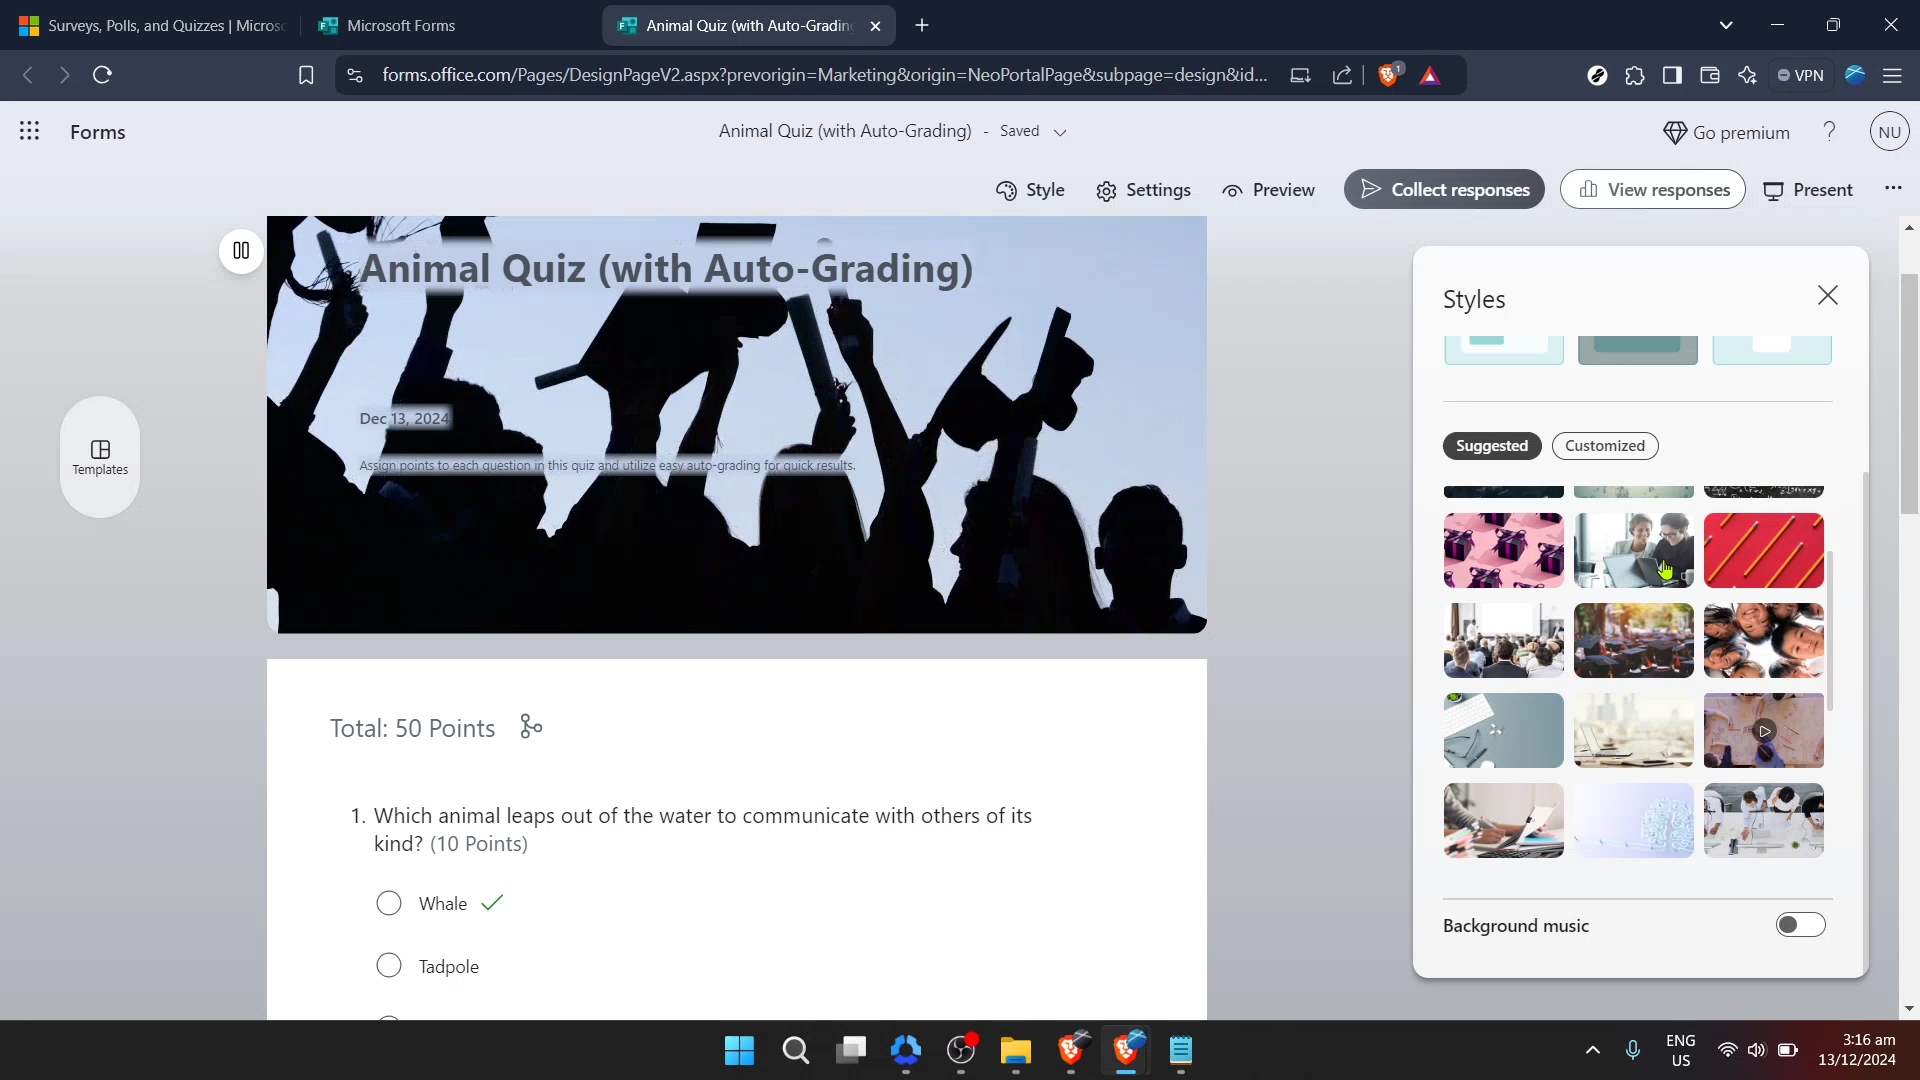 Surveys, Polls, and Quizzes | Micros
Microsoft Forms
Animal Quiz (with Auto-Gradin
forms.office.com/Pages/DesignPageV2.aspx?prevorigin=Marketing&origin=NeoPortalPage&subpage=design&id...
1
VPN
Forms
Animal Quiz (with Auto-Grading) - Saved
Go premium
?
NU
Style
Settings
Preview
Collect responses
View responses
Present
Animal Quiz (with Auto-Grading)
Dec 13, 2024
Assign points to each question in this quiz and utilize easy auto-grading for quick results.
Templates
Total: 50 Points
1. Which animal leaps out of the water to communicate with others of its
kind? (10 Points)
Whale
Tadpole
Styles
Suggested
Customized
Background music
ENG
US
3:16 am
13/12/2024